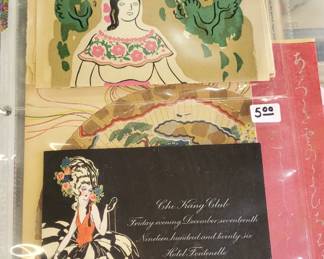 5.00
Chi Kang Club
Friday evening December seventeenth
Nineteen hundred and twenty six
Hotel Fontenelle